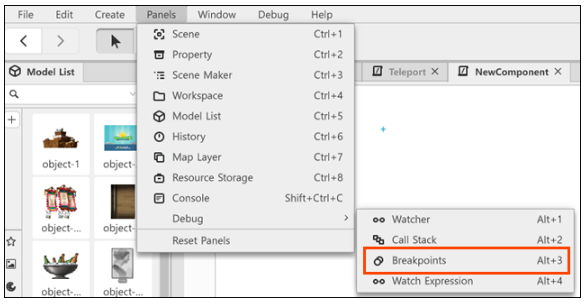 File Edit Create Panels Window Debug Help
Model List
Scene Ctrl+1
Property Ctrl+2
Scene Maker Ctrl+3
Workspace Ctrl+4
Model List Ctrl+5
History Ctrl+6
Map Layer Ctrl+7
Resource Storage Ctrl+8
Console Shift+Ctrl+C
Debug
Reset Panels
Teleport
NewComponent
object-1
object-...
object-...
object-...
object-...
object-...
Watcher Alt+1
Call Stack Alt+2
Breakpoints Alt+3
Watch Expression Alt+4